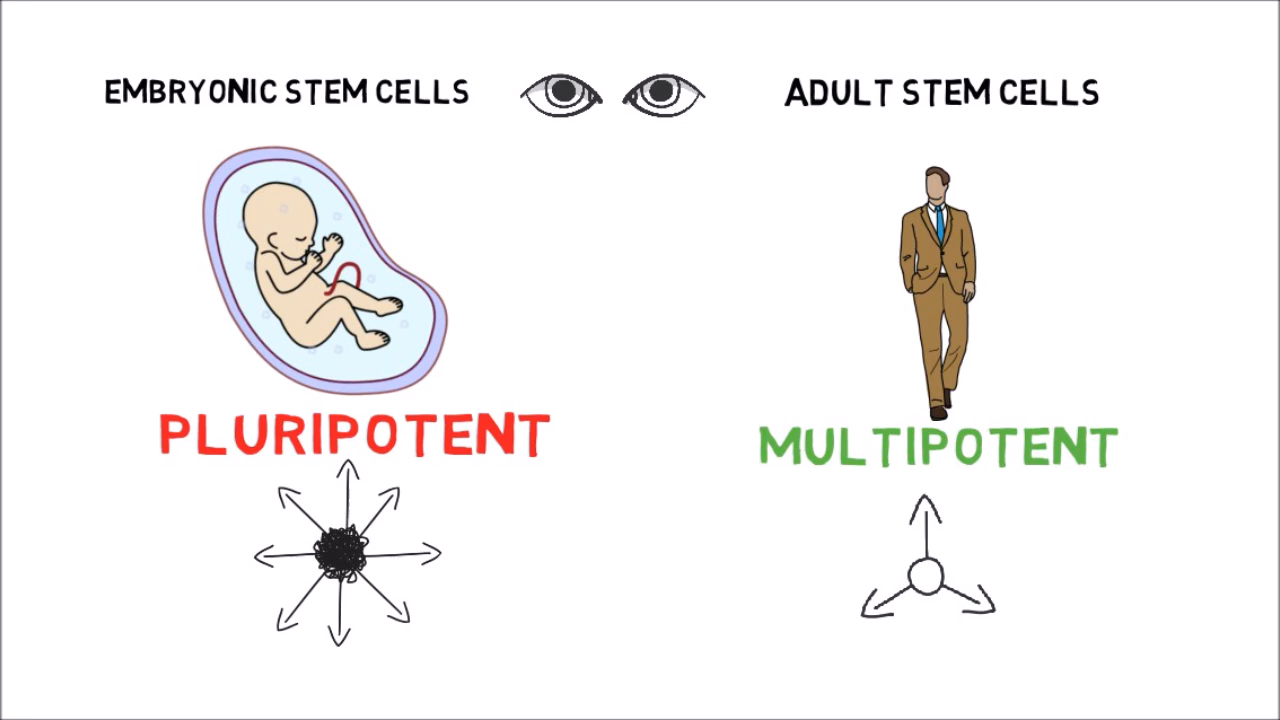 EMBRYONIC STEM CELLS
ADULT STEM CELLS
PLURIPOTENT
MULTIPOTENT